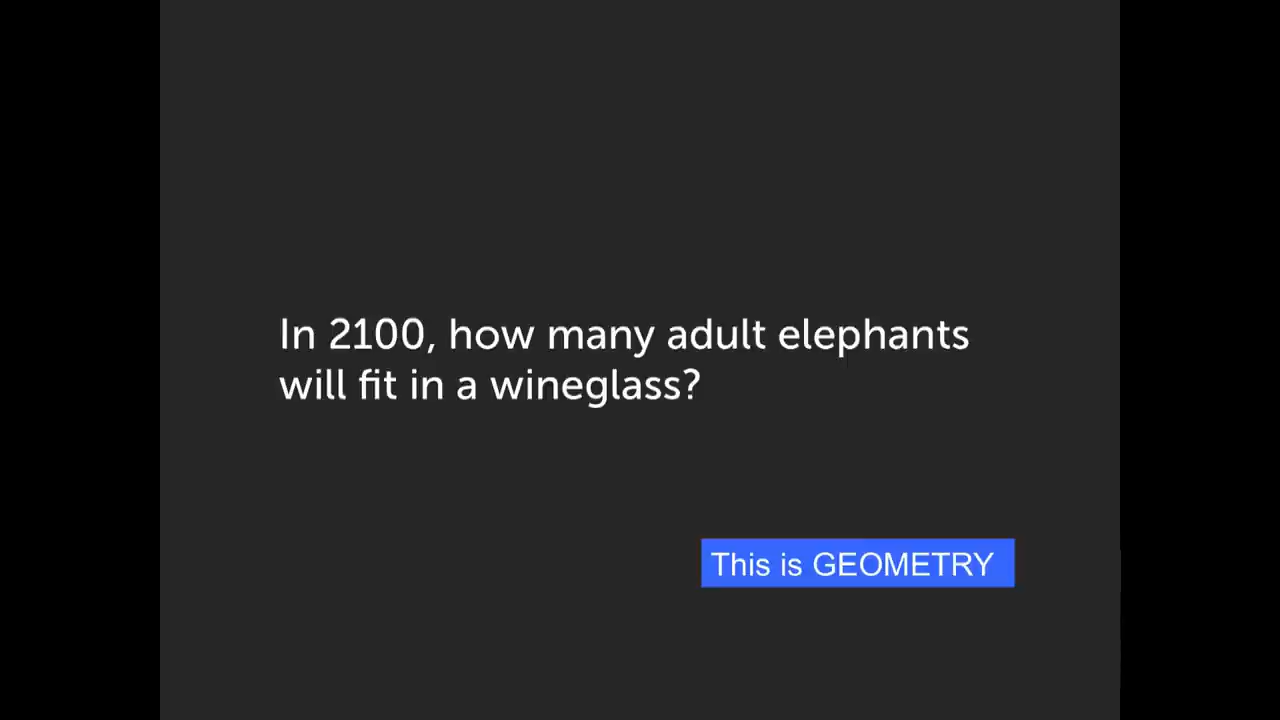 In 2100, how many adult elephants
will fit in a wineglass?
This is GEOMETRY